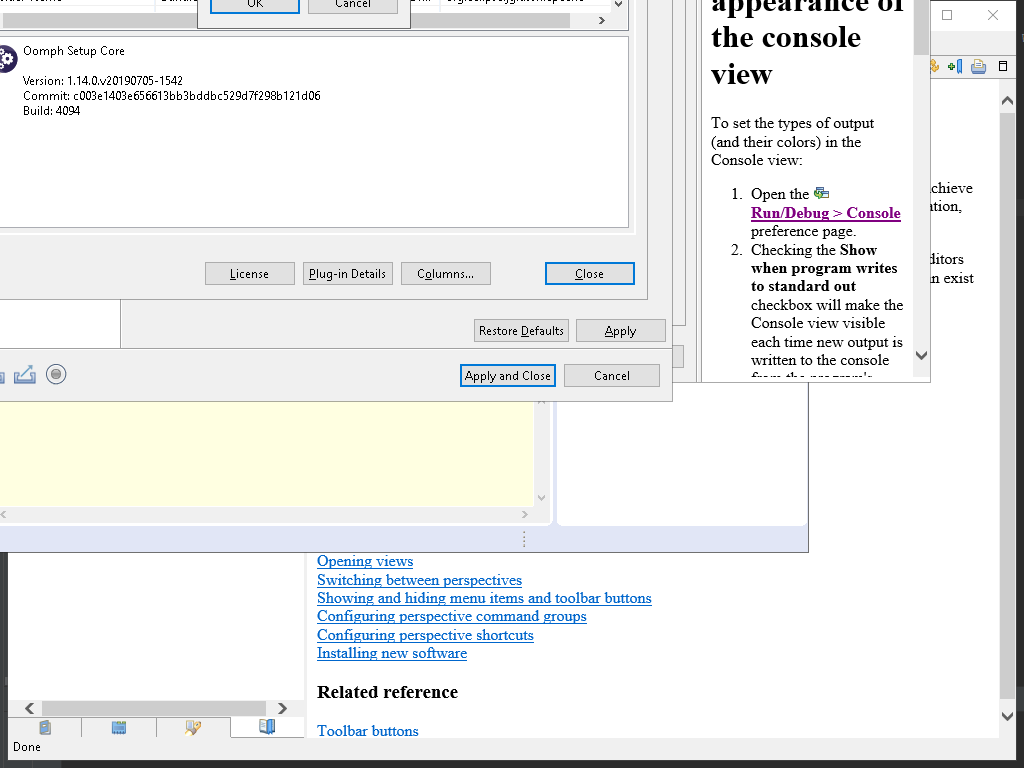 OK
Cancel
Oomph Setup Core
Version: 1.14.0.v20190705-1542
Commit: c003e1403e656613bb3bddbc529d7f298b121d06
Build: 4094
License
Plug-in Details
Columns...
Close
Restore Defaults
Apply
Apply and Close
Cancel
appearance of
the console
view
To set the types of output
(and their colors) in the
Console view:
1. Open the
Run/Debug > Console
preference page.
2. Checking the Show
when program writes
to standard out
checkbox will make the
Console view visible
each time new output is
written to the console
from the program's
chieve
ation,
ditors
n exist
Opening views
Switching between perspectives
Showing and hiding menu items and toolbar buttons
Configuring perspective command groups
Configuring perspective shortcuts
Installing new software
Related reference
Toolbar buttons
Done